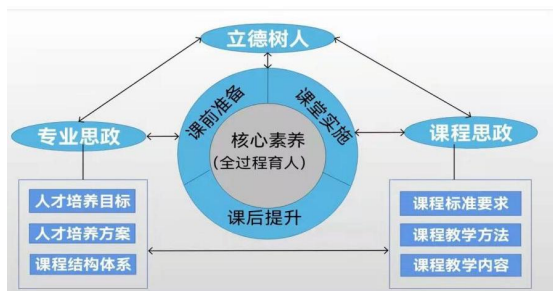 立德树人
课前准备
课堂实施
专业思政
核心素养
(全过程育人)
课程思政
课后提升
人才培养目标
人才培养方案
课程结构体系
课程标准要求
课程教学方法
课程教学内容